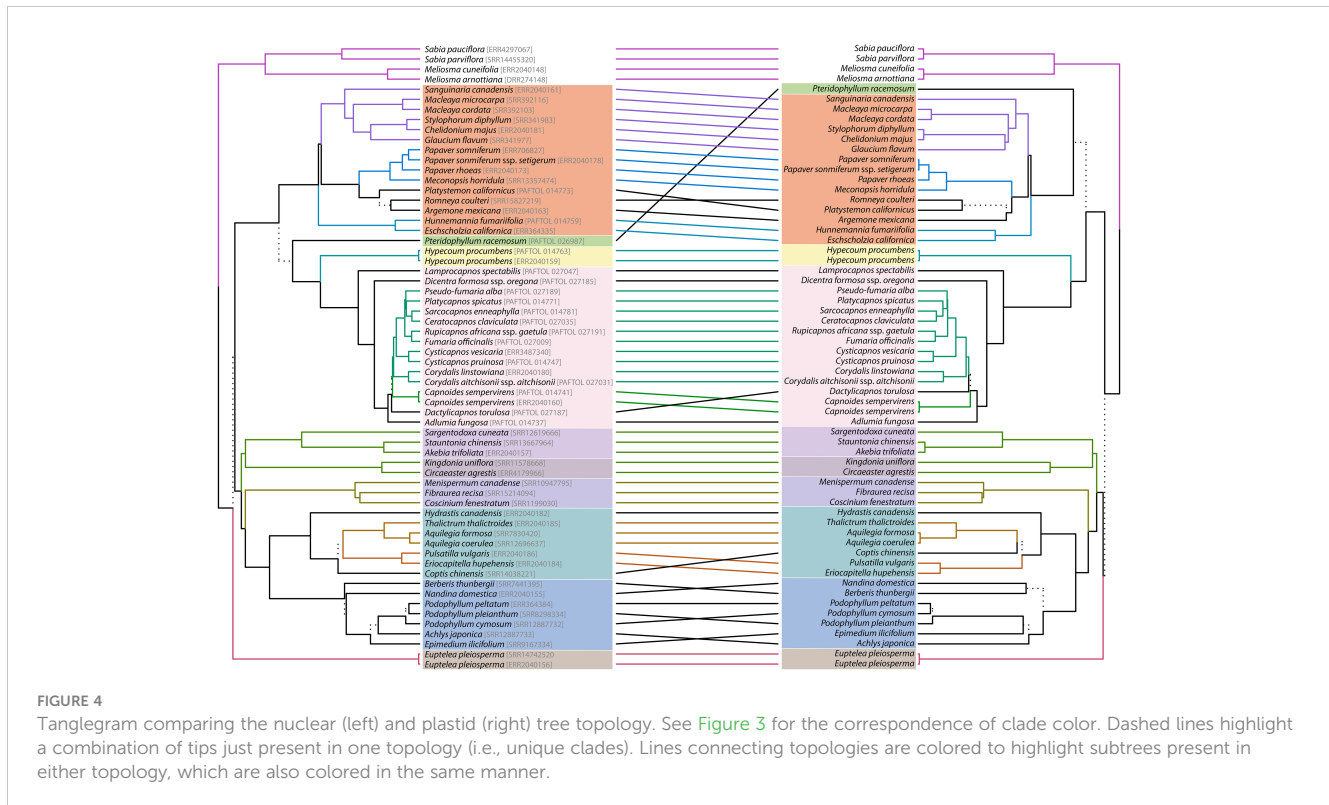 Sabia pauciflora [ERR4297067] Sabia pauciflora
Sabia parviflora [SRR14455320] Sabia parviflora
Meliosma cuneifolia [ERR2040148] Meliosma cuneifolia
Meliosma arnottiana [DRR274148] Meliosma arnottiana
Sanguinaria canadensis [ERR2040161] Pteridophyllum racemosum
Macleaya microcarpa [SRR392116] Sanguinaria canadensis
Macleaya cordata [SRR392103] Macleaya microcarpa
Stylophorum diphyllum [SRR341983] Macleaya cordata
Chelidonium majus [ERR2040181] Stylophorum diphyllum
Glaucium flavum [SRR341977] Chelidonium majus
Papaver somniferum [ERR706827] Glaucium flavum
Papaver sonmiferum ssp. setigerum [ERR2040178] Papaver somniferum
Papaver rhoeas [ERR2040173] Papaver sonmiferum ssp. setigerum
Meconopsis horridula [SRR13357474] Papaver rhoeas
Platystemon californicus [PAFTOL 014773] Meconopsis horridula
Romneya coulteri [SRR15827219] Romneya coulteri
Argemone mexicana [ERR2040163] Platystemon californicus
Hunnemannia fumariifolia [PAFTOL 014759] Argemone mexicana
Eschscholzia californica [ERR364335] Hunnemannia fumariifolia
Pteridophyllum racemosum [PAFTOL 026987] Eschscholzia californica
Hypecoum procumbens [PAFTOL 014763] Hypecoum procumbens
Hypecoum procumbens [ERR2040159] Hypecoum procumbens
Lamprocapnos spectabilis [PAFTOL 027047] Lamprocapnos spectabilis
Dicentra formosa ssp. oregona [PAFTOL 027185] Dicentra formosa ssp. oregona
Pseudo-fumaria alba [PAFTOL 027189] Pseudo-fumaria alba
Platycapnos spicatus [PAFTOL 014771] Platycapnos spicatus
Sarcocapnos enneaphylla [PAFTOL 014781] Sarcocapnos enneaphylla
Ceratocapnos claviculata [PAFTOL 027035] Ceratocapnos claviculata
Rupicapnos africana ssp. gaetula [PAFTOL 027191] Rupicapnos africana ssp. gaetula
Fumaria officinalis [PAFTOL 027009] Fumaria officinalis
Cysticapnos vesicaria [ERR3487340] Cysticapnos vesicaria
Cysticapnos pruinosa [PAFTOL 014747] Cysticapnos pruinosa
Corydalis linstowiana [ERR2040180] Corydalis linstowiana
Corydalis aitchisonii ssp. aitchisonii [PAFTOL 027031] Corydalis aitchisonii ssp. aitchisonii
Capnoides sempervirens [PAFTOL 014741] Dactylicapnos torulosa
Capnoides sempervirens [ERR2040160] Capnoides sempervirens
Dactylicapnos torulosa [PAFTOL 027187] Capnoides sempervirens
Adlumia fungosa [PAFTOL 014737] Adlumia fungosa
Sargentodoxa cuneata [SRR12619666] Sargentodoxa cuneata
Stauntonia chinensis [SRR13667964] Stauntonia chinensis
Akebia trifoliata [ERR2040157] Akebia trifoliata
Kingdonia uniflora [SRR11578668] Kingdonia uniflora
Circaeaster agrestis [ERR4179966] Circaeaster agrestis
Menispermum canadense [SRR10947795] Menispermum canadense
Fibraurea recisa [SRR15214094] Fibraurea recisa
Coscinium fenestratum [SRR1199030] Coscinium fenestratum
Hydrastis canadensis [ERR2040182] Hydrastis canadensis
Thalictrum thalictroides [ERR2040185] Thalictrum thalictroides
Aquilegia formosa [SRR7830420] Aquilegia formosa
Aquilegia coerulea [SRR12696637] Aquilegia coerulea
Pulsatilla vulgaris [ERR2040186] Coptis chinensis
Eriocapitella hupehensis [ERR2040184] Pulsatilla vulgaris
Coptis chinensis [SRR14038221] Eriocapitella hupehensis
Berberis thunbergii [SRR7441395] Nandina domestica
Nandina domestica [ERR2040155] Berberis thunbergii
Podophyllum peltatum [ERR364384] Podophyllum peltatum
Podophyllum pleianthum [SRR8298334] Podophyllum cymosum
Podophyllum cymosum [SRR12887732] Podophyllum pleianthum
Achlys japonica [SRR12887733] Epimedium ilicifolium
Epimedium ilicifolium [SRR9167334] Achlys japonica
Euptelea pleiosperma [SRR14742520 Euptelea pleiosperma
Euptelea pleiosperma [ERR2040156] Euptelea pleiosperma
FIGURE 4
Tanglegram comparing the nuclear (left) and plastid (right) tree topology. See Figure 3 for the correspondence of clade color. Dashed lines highlight
a combination of tips just present in one topology (i.e., unique clades). Lines connecting topologies are colored to highlight subtrees present in
either topology, which are also colored in the same manner.